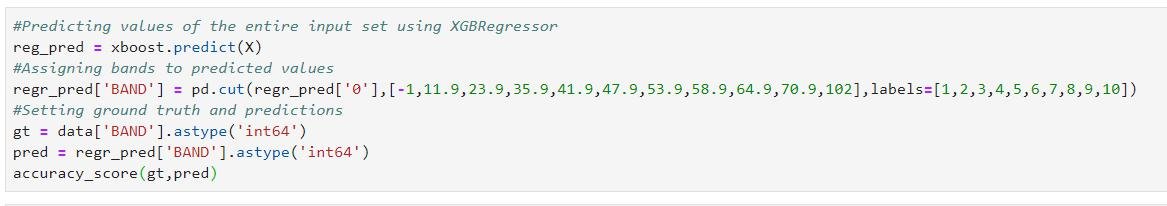 #Predicting values of the entire input set using XGBRegressor
reg_pred = xboost.predict(X)
#Assigning bands to predicted values
regr_pred['BAND'] = pd.cut(regr_pred['0'],[-1,11.9,23.9,35.9,41.9,47.9,53.9,58.9,64.9,70.9,102],labels=[1,2,3,4,5,6,7,8,9,10])
#Setting ground truth and predictions
gt = data['BAND'].astype('int64')
pred = regr_pred['BAND'].astype('int64')
accuracy_score(gt,pred)